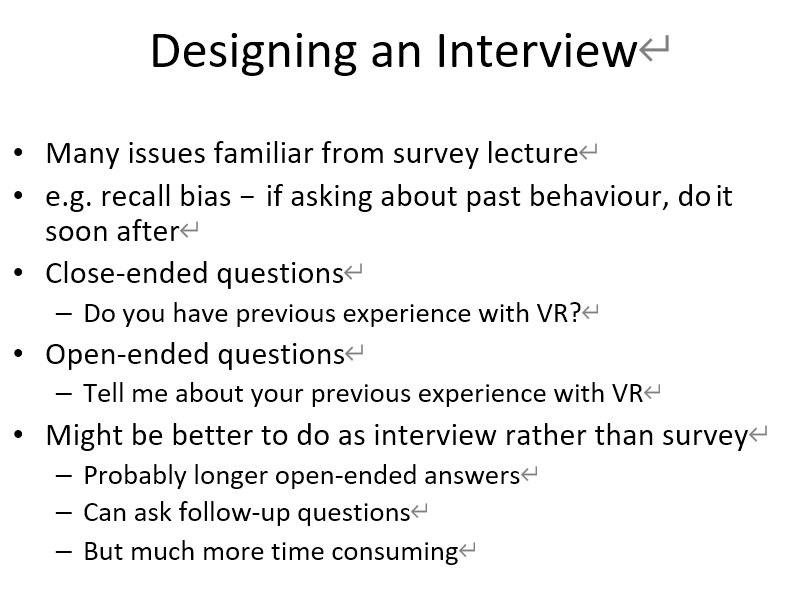 Designing an Interview↵
• Many issues familiar from survey lecture↵
• e.g. recall bias – if asking about past behaviour, do it
soon after↵
• Close-ended questions↵
– Do you have previous experience with VR?↵
• Open-ended questions↵
– Tell me about your previous experience with VR↵
• Might be better to do as interview rather than survey↵
– Probably longer open-ended answers↵
– Can ask follow-up questions↵
– But much more time consuming↵